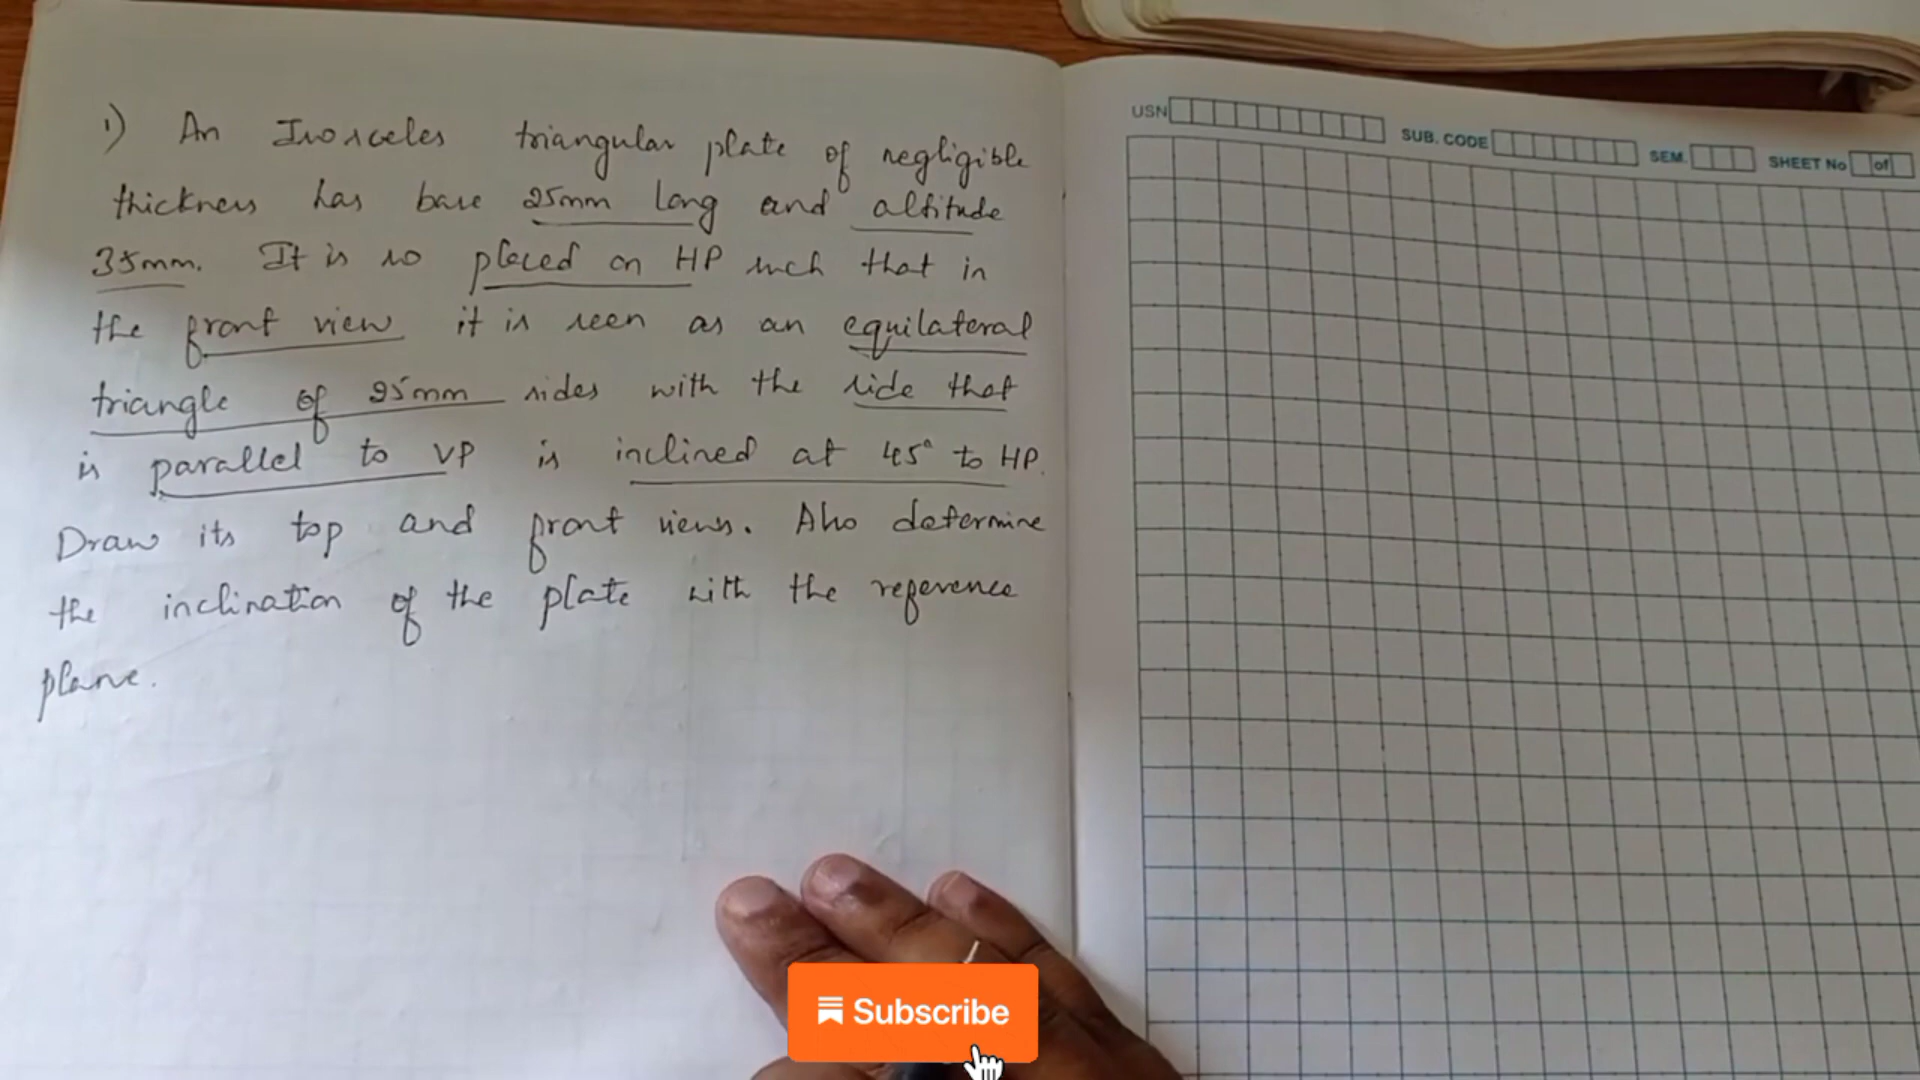 1) An Isosceles triangular plate of negligible
thickness has base 25mm long and altitude
35mm. It is so placed on HP such that in
the front view it is seen as an equilateral
triangle of 25mm sides with the side that
is parallel to VP is inclined at 45° to HP.
Draw its top and front views. Also determine
the inclination of the plate with the reference
plane.
USN
SUB. CODE
SEM.
SHEET No of
Subscribe